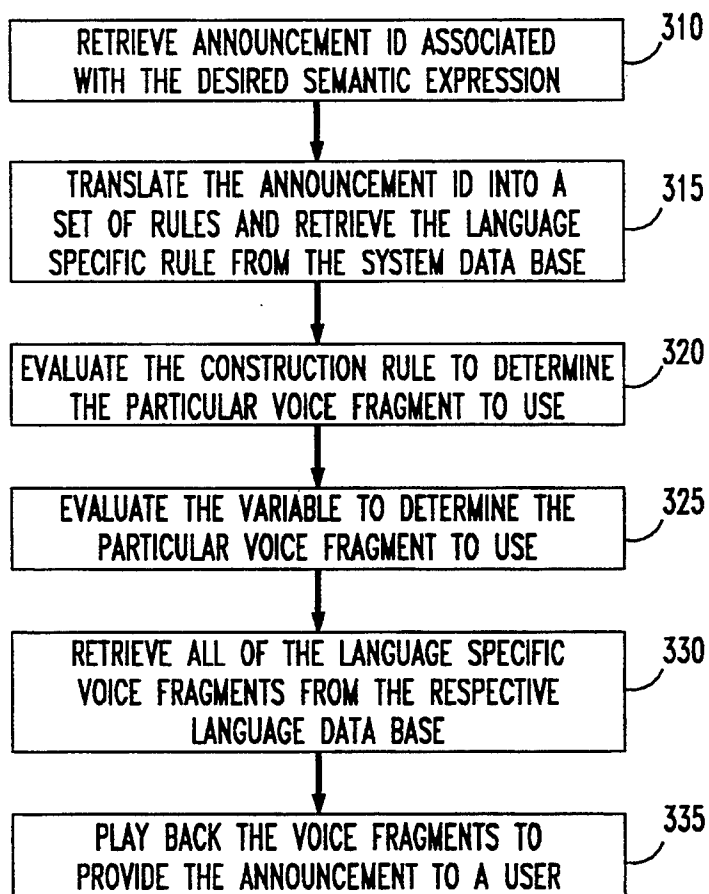 RETRIEVE ANNOUNCEMENT ID ASSOCIATED
WITH THE DESIRED SEMANTIC EXPRESSION
310
TRANSLATE THE ANNOUNCEMENT ID INTO A
SET OF RULES AND RETRIEVE THE LANGUAGE
SPECIFIC RULE FROM THE SYSTEM DATA BASE
315
EVALUATE THE CONSTRUCTION RULE TO DETERMINE
THE PARTICULAR VOICE FRAGMENT TO USE
320
EVALUATE THE VARIABLE TO DETERMINE THE
PARTICULAR VOICE FRAGMENT TO USE
325
RETRIEVE ALL OF THE LANGUAGE SPECIFIC
VOICE FRAGMENTS FROM THE RESPECTIVE
LANGUAGE DATA BASE
330
PLAY BACK THE VOICE FRAGMENTS TO
PROVIDE THE ANNOUNCEMENT TO A USER
335